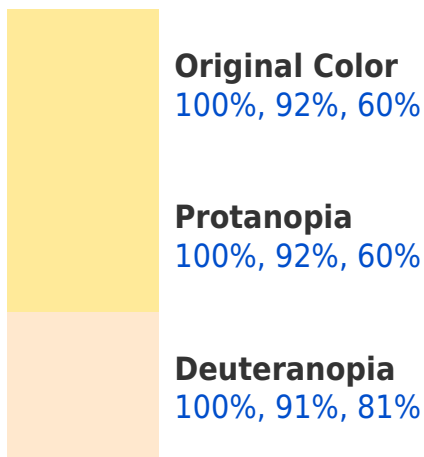 Original Color
100%, 92%, 60%
Protanopia
100%, 92%, 60%
Deuteranopia
100%, 91%, 81%